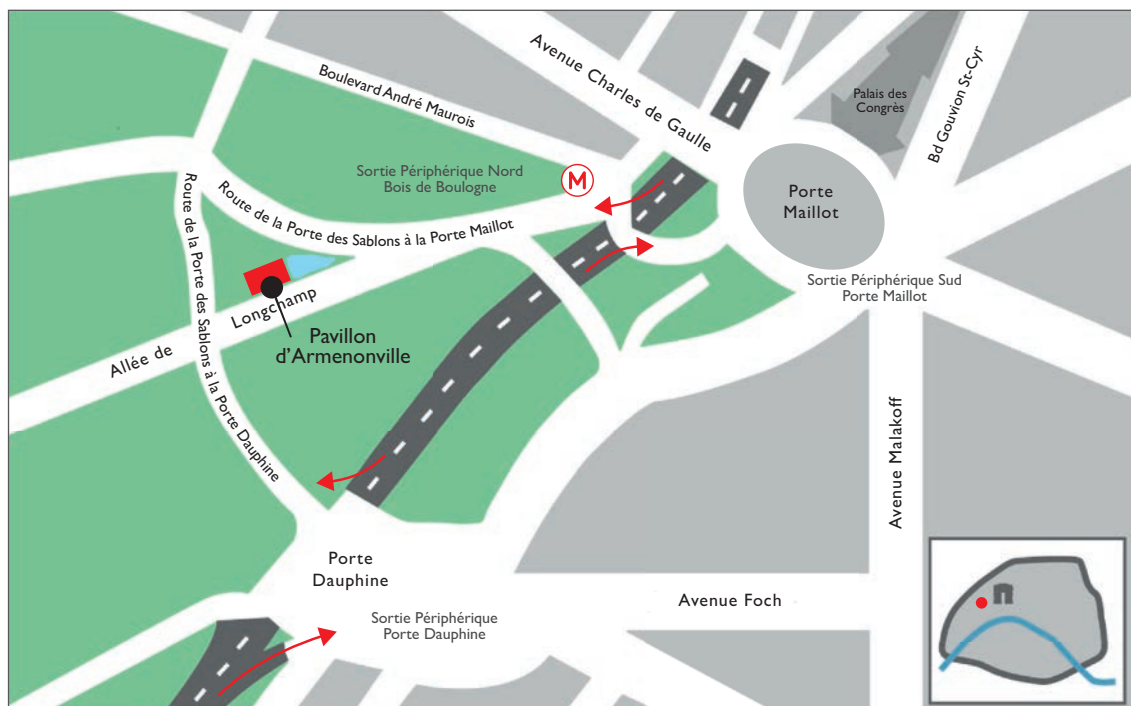 Avenue Charles de Gaulle
Boulevard André Maurois
Palais des
Congrès
Bd Gouvion St-Cyr
Sortie Périphérique Nord
Bois de Boulogne
M
Porte
Maillot
Route de la Porte des Sablons à la Porte Maillot
Route de la Porte des Sablons à la Porte Dauphine
Sortie Périphérique Sud
Porte Maillot
Allée de Longchamp
Pavillon
d'Armenonville
Avenue Malakoff
Porte
Dauphine
Avenue Foch
Sortie Périphérique
Porte Dauphine